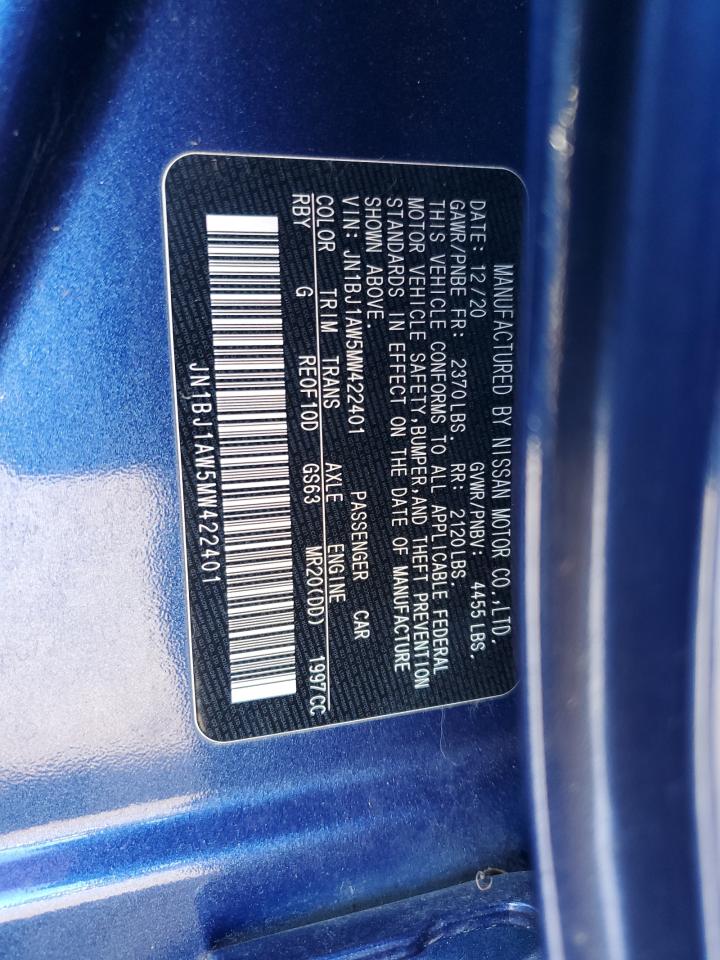 MANUFACTURED BY NISSAN MOTOR CO.,LTD.
DATE: 12/20 GVWR/PNBV: 4455 LBS.
GAWR/PNBE FR: 2370LBS. RR: 2120LBS.
THIS VEHICLE CONFORMS TO ALL APPLICABLE FEDERAL
MOTOR VEHICLE SAFETY,BUMPER,AND THEFT PREVENTION
STANDARDS IN EFFECT ON THE DATE OF MANUFACTURE
SHOWN ABOVE.
VIN: JN1BJ1AW5MW422401 PASSENGER CAR
COLOR TRIM TRANS AXLE ENGINE
RBY G RE0F10D GS63 MR20(DD) 1997CC
JN1BJ1AW5MW422401